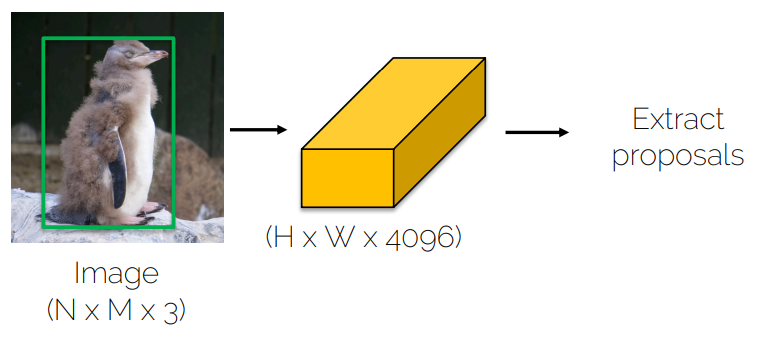 Extract
proposals
(H x W x 4096)
Image
(N x M x 3)